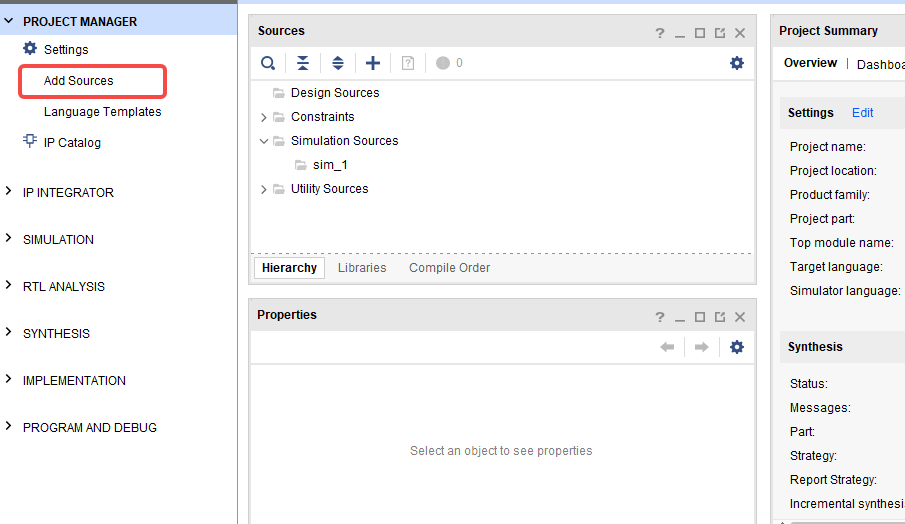 PROJECT MANAGER
Settings
Add Sources
Language Templates
IP Catalog
IP INTEGRATOR
SIMULATION
RTL ANALYSIS
SYNTHESIS
IMPLEMENTATION
PROGRAM AND DEBUG
Sources
?
? 0
Design Sources
Constraints
Simulation Sources
sim_1
Utility Sources
Hierarchy Libraries Compile Order
Properties
?
Select an object to see properties
Project Summary
Overview | Dashboa
Settings Edit
Project name:
Project location:
Product family:
Project part:
Top module name:
Target language:
Simulator language:
Synthesis
Status:
Messages:
Part:
Strategy:
Report Strategy:
Incremental synthesi